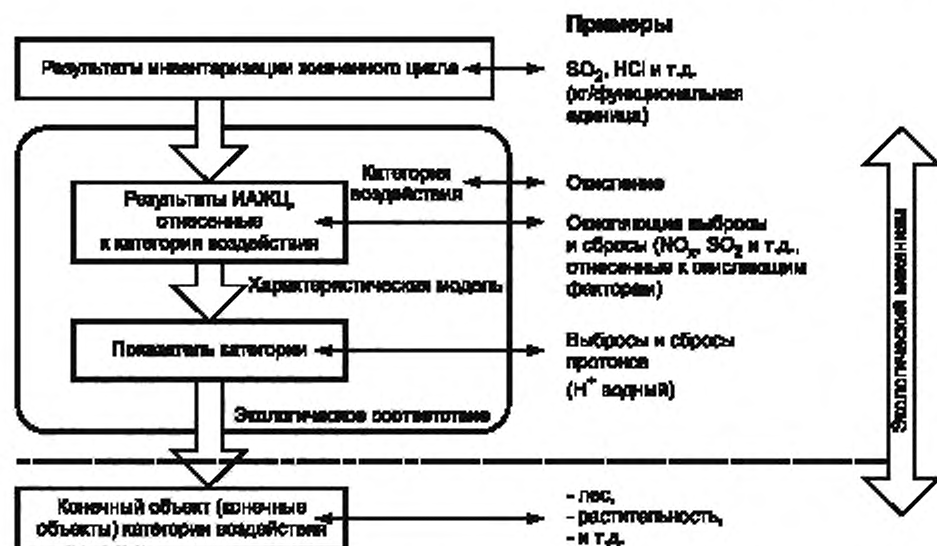 Примеры
Результаты инвентаризации жизненного цикла
SO2, HCl и т.д.
(кг/функциональная
единица)
Категория
воздействия
Окисление
Результаты ИАЖЦ,
отнесенные
к категория воздействия
Окисляющие выбросы
и сбросы (NOx, SO2 и т.д.,
отнесенные к окисляющим
факторам)
Характеристическая модель
Показатель категории
Выбросы и сбросы
протонов
(H+ водный)
Экологическое соответствие
Экологический механизм
Конечный объект (конечные
объекты) категории воздействия
- лес,
- растительность,
- и т.д.